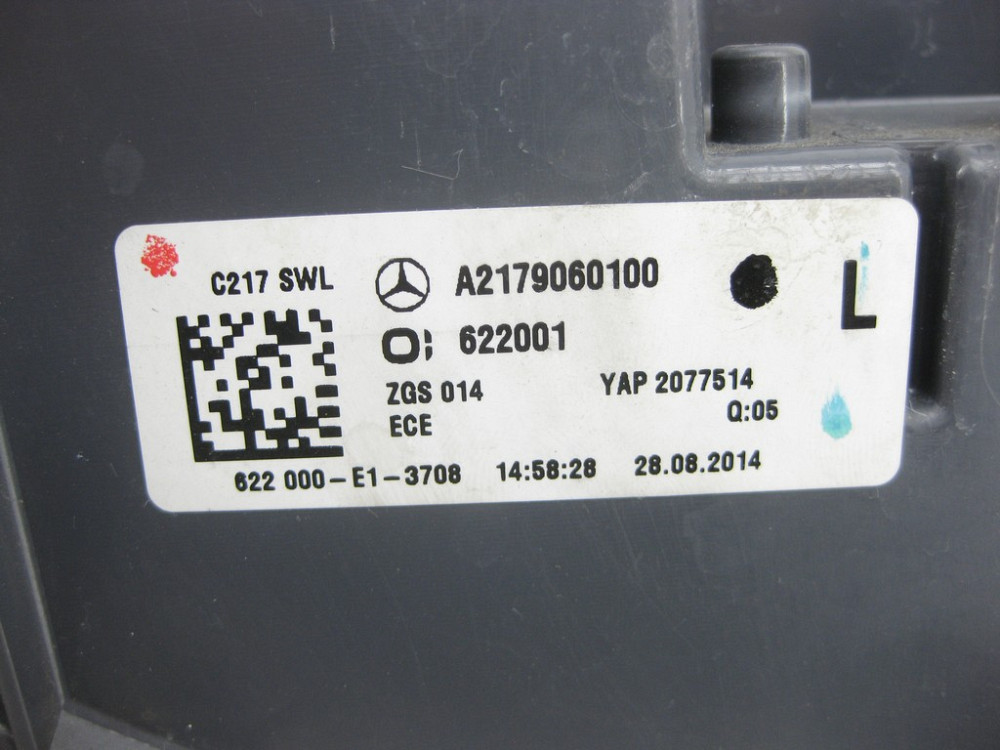 C217 SWL A2179060100 L
622001
ZGS 014 YAP 2077514
ECE Q:05
622 000-E1-3708 14:58:28 28.08.2014